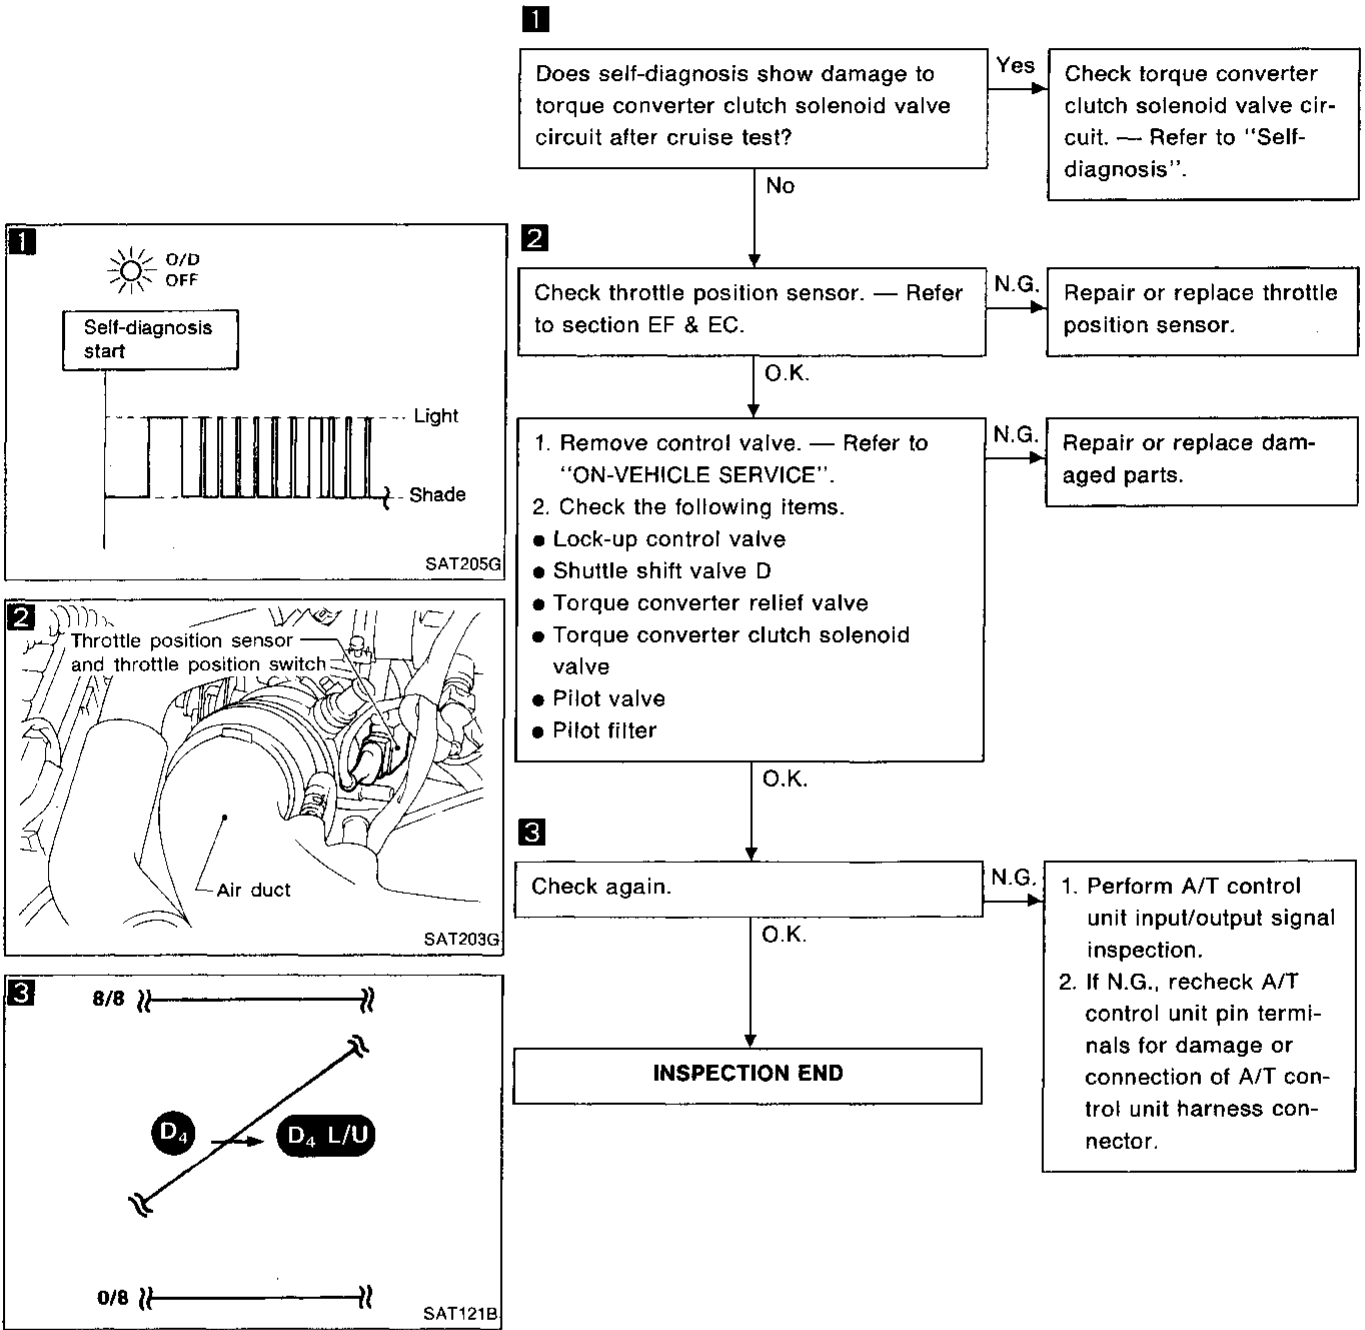 1
Does self-diagnosis show damage to
torque converter clutch solenoid valve
circuit after cruise test?
Yes
Check torque converter
clutch solenoid valve cir-
cuit. — Refer to "Self-
diagnosis".
No
1
O/D
OFF
Self-diagnosis
start
Light
Shade
SAT205G
2
Check throttle position sensor. — Refer
to section EF & EC.
N.G.
Repair or replace throttle
position sensor.
O.K.
1. Remove control valve. — Refer to
"ON-VEHICLE SERVICE".
2. Check the following items.
● Lock-up control valve
● Shuttle shift valve D
● Torque converter relief valve
● Torque converter clutch solenoid
valve
● Pilot valve
● Pilot filter
N.G.
Repair or replace dam-
aged parts.
O.K.
2
Throttle position sensor
and throttle position switch
Air duct
SAT203G
3
Check again.
N.G.
1. Perform A/T control
unit input/output signal
inspection.
2. If N.G., recheck A/T
control unit pin termi-
nals for damage or
connection of A/T con-
trol unit harness con-
nector.
O.K.
INSPECTION END
3
8/8
D4
D4 L/U
0/8
SAT121B